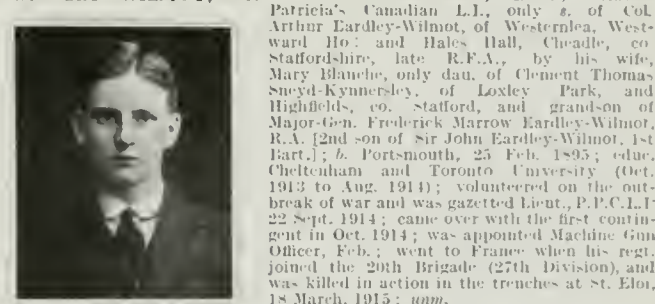 Patricia's Canadian L.I., only s. of Col.
Arthur Eardley-Wilmot, of Westernlea, West-
ward Ho! and Hales Hall, Cheadle, co
Stafford-shire, late R.F.A., by his wife,
Mary Blanche, only dau. of Clement Thomas
Sneyd-Kynnersley, of Loxley Park, and
Highfields, co. Stafford, and grand-son of
Major-Gen. Frederick Marrow Eardley-Wilmot,
R.A. [2nd son of Sir John Eardley-Wilmot, 1st
Bart.]; b. Portsmouth, 25 Feb. 1895; educ.
Cheltenham and Toronto University (Oct.
1913 to Aug. 1914); volunteered on the out-
break of war and was gazetted Lieut., P.P.C.L.I
22 Sept. 1914; came over with the first contin-
gent in Oct. 1914; was appointed Machine Gun
Officer, Feb.; went to France when his regt.
joined the 20th Brigade (27th Division), and
was killed in action in the trenches at St. Eloi,
18 March, 1915; unm.